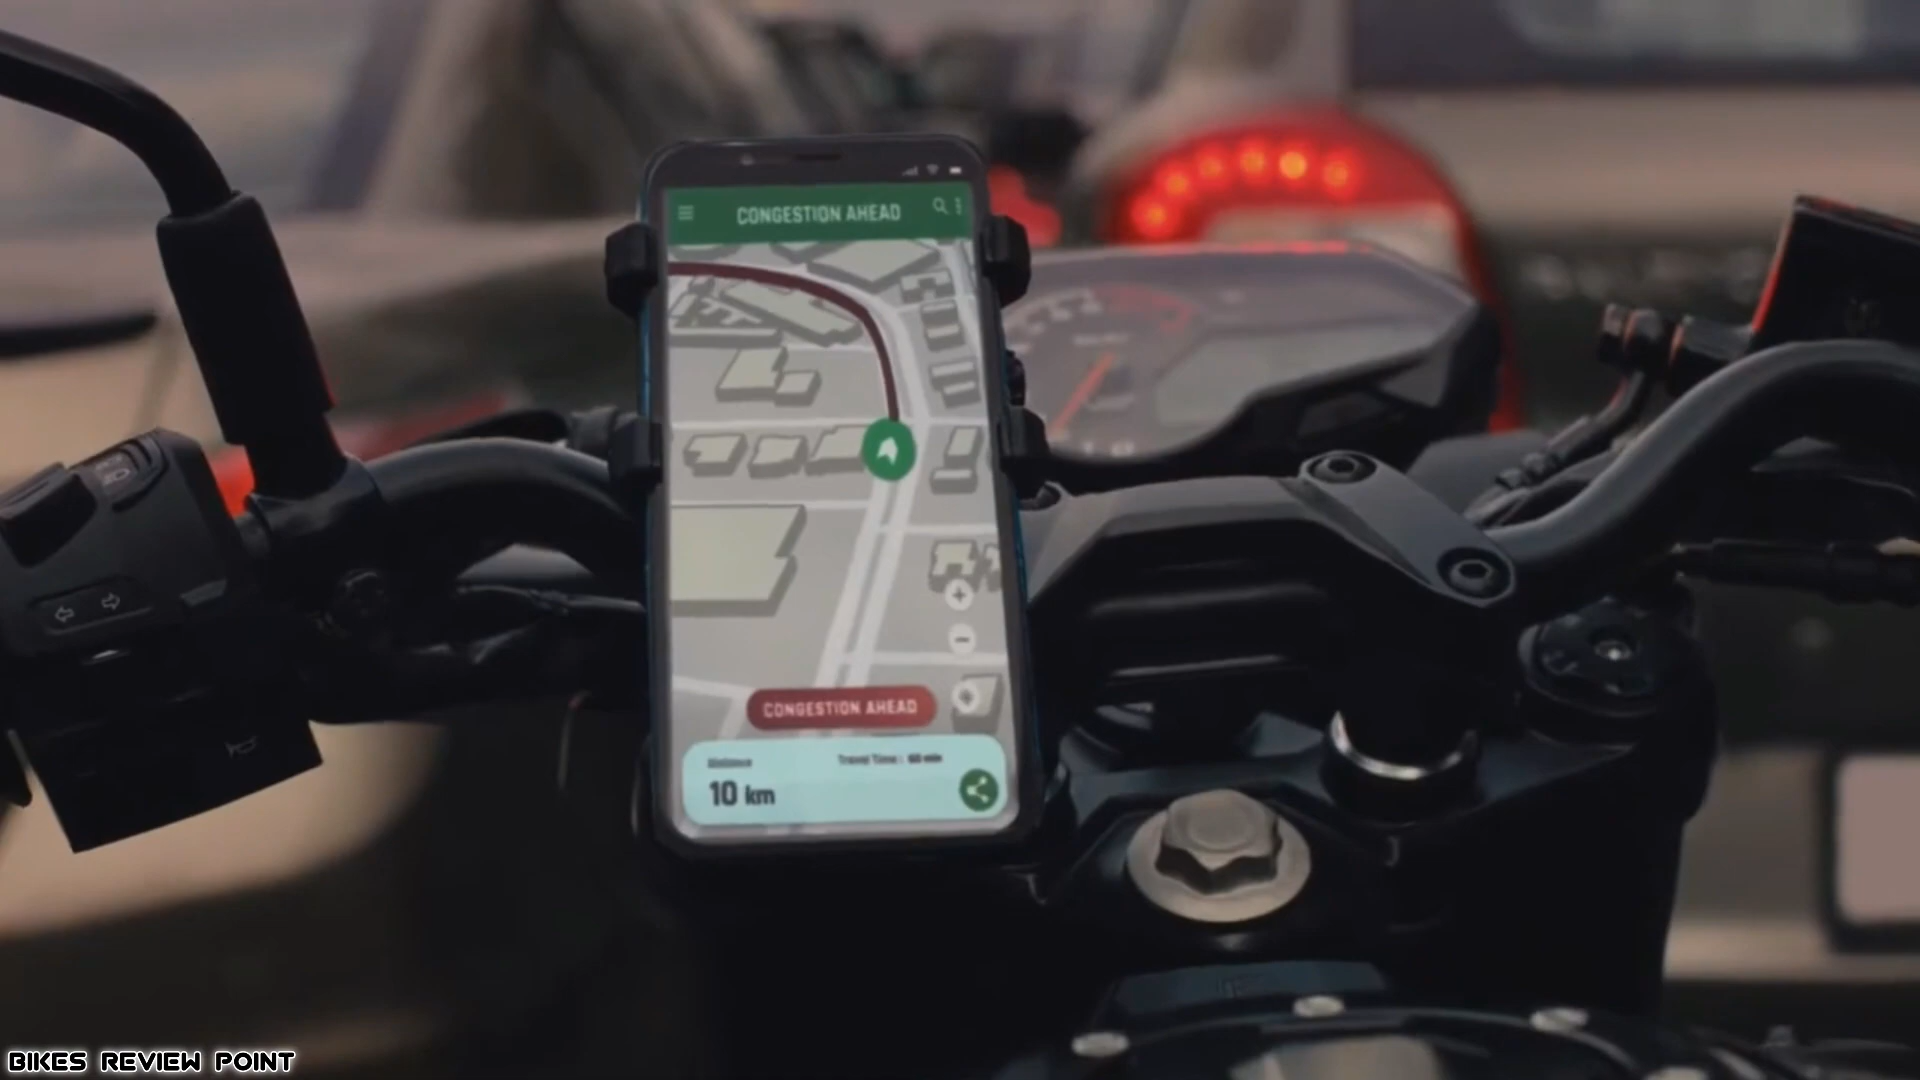 CONGESTION AHEAD
CONGESTION AHEAD
Distance
Travel Time :
10 km
BIKES REVIEW POINT